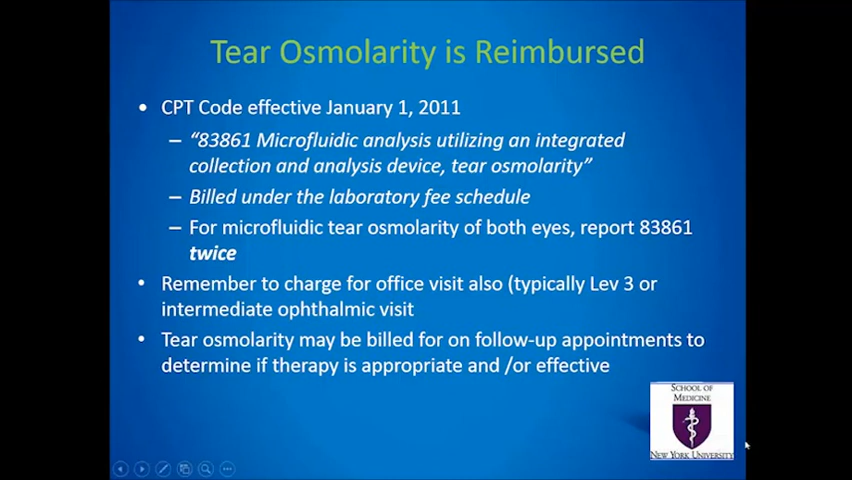 Tear Osmolarity is Reimbursed
• CPT Code effective January 1, 2011
– “83861 Microfluidic analysis utilizing an integrated
collection and analysis device, tear osmolarity”
– Billed under the laboratory fee schedule
– For microfluidic tear osmolarity of both eyes, report 83861
twice
• Remember to charge for office visit also (typically Lev 3 or
intermediate ophthalmic visit
• Tear osmolarity may be billed for on follow-up appointments to
determine if therapy is appropriate and /or effective
SCHOOL OF
MEDICINE
NEW YORK UNIVERSITY